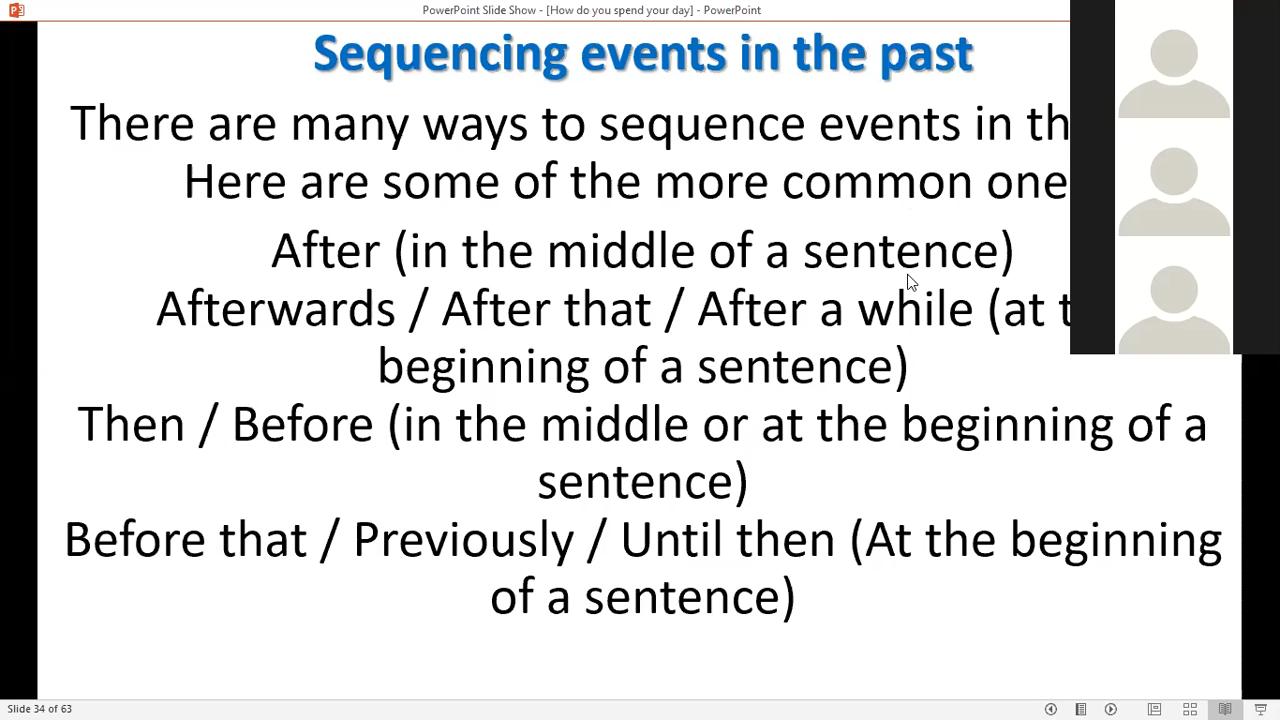 PowerPoint Slide Show - [How do you spend your day] - PowerPoint
Sequencing events in the past
There are many ways to sequence events in
Here are some of the more common
After (in the middle of a sentence)
Afterwards / After that / After a while (at
beginning of a sentence)
Then / Before (in the middle or at the beginning of a
sentence)
Before that / Previously / Until then (At the beginning
of a sentence)
Slide 34 of 63